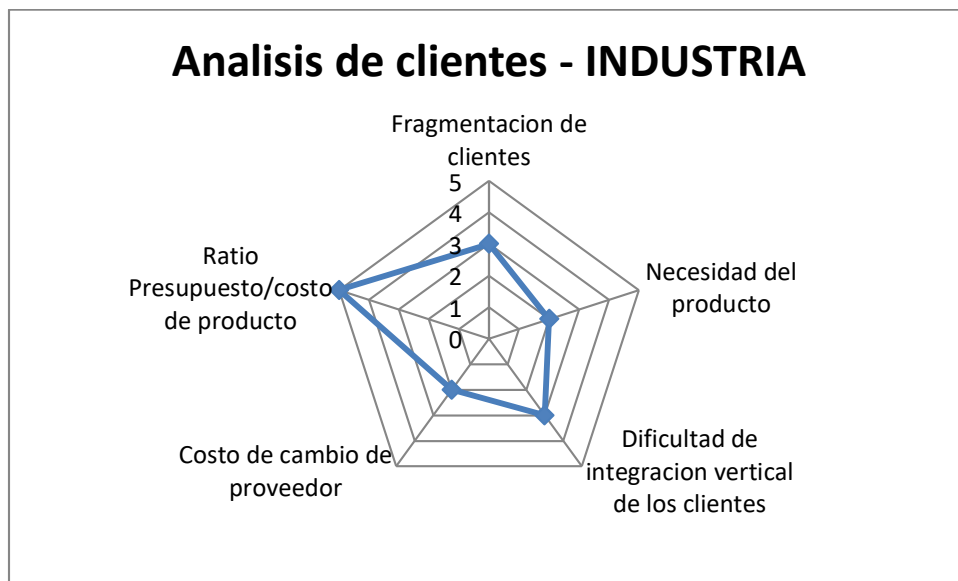 Analisis de clientes - INDUSTRIA
Fragmentacion de
clientes
5
4
3
2
1
0
Necesidad del
producto
Dificultad de
integracion vertical
de los clientes
Costo de cambio de
proveedor
Ratio
Presupuesto/costo
de producto